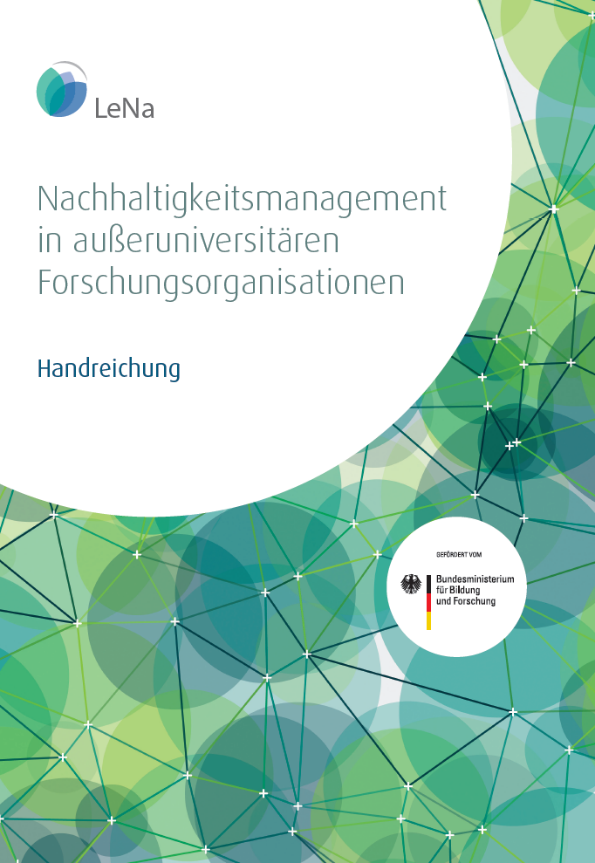 LeNa
Nachhaltigkeitsmanagement
in außeruniversitären
Forschungsorganisationen
Handreichung
GEFÖRDERT VOM
Bundesministerium
für Bildung
und Forschung